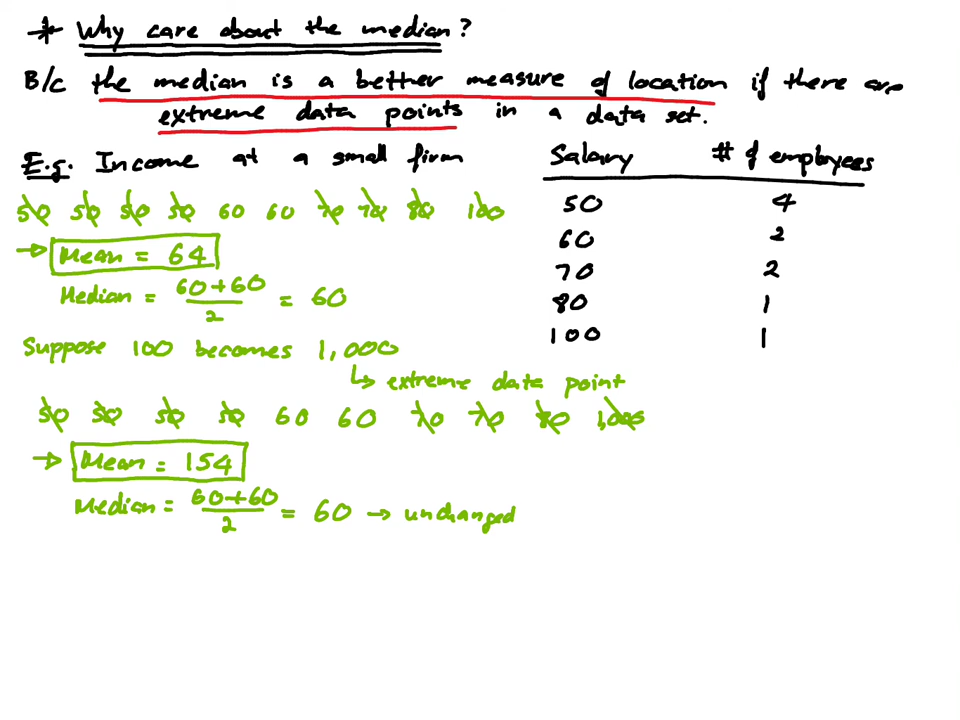 * Why care about the median?
B/c the median is a better measure of location if there are
extreme data points in a data set.
E.g. Income at a small firm
50 50 50 50 60 60 70 70 80 100
→ Mean = 64
Median = (60+60)/2 = 60
Suppose 100 becomes 1,000
↳ extreme data point
50 50 50 50 60 60 70 70 80 1,000
→ Mean = 154
Median = (60+60)/2 = 60 → unchanged
Salary # of employees
50 4
60 2
70 2
80 1
100 1